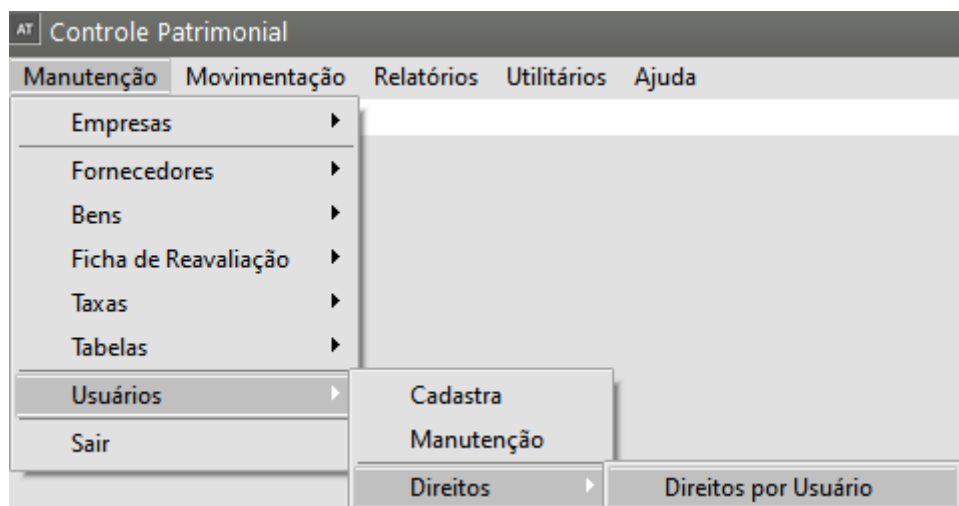 AT Controle Patrimonial
Manutenção Movimentação Relatórios Utilitários Ajuda
Empresas
Fornecedores
Bens
Ficha de Reavaliação
Taxas
Tabelas
Usuários
Sair
Cadastra
Manutenção
Direitos
Direitos por Usuário